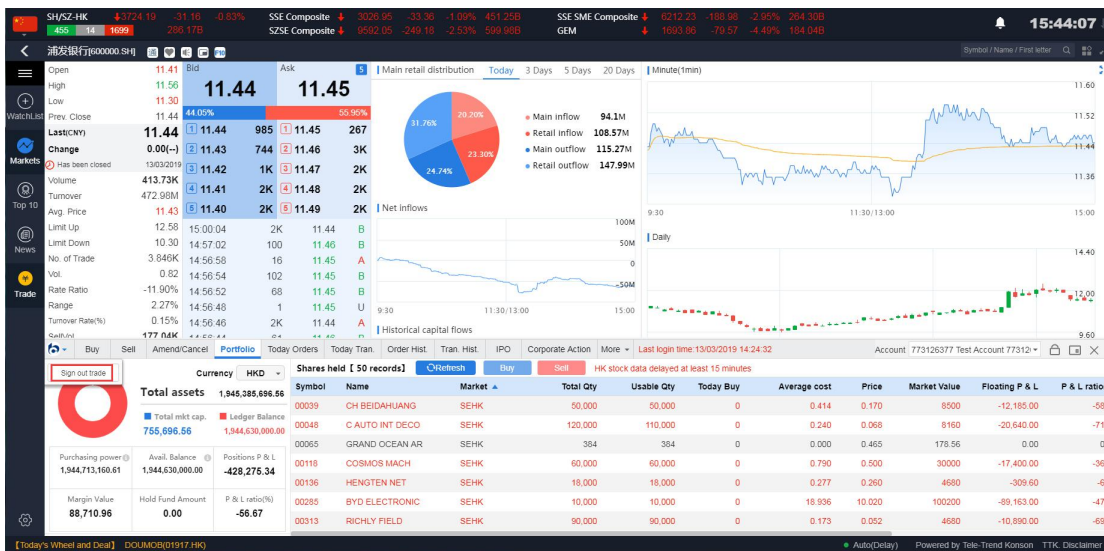 SH/SZ-HK 3724.19 -31.16 -0.83% SSE Composite 3026.95 -33.36 -1.09% 451.25B SSE SME Composite 6212.23 -188.98 -2.95% 264.30B
455 14 1699 286.17B SZSE Composite 9592.05 -249.18 -2.53% 599.98B GEM 1693.86 -79.57 -4.49% 184.04B 15:44:07
浦发银行[600000.SH] F10 Symbol / Name / First letter
WatchList
Markets
Top 10
News
Trade
Open 11.41
High 11.56
Low 11.30
Prev. Close 11.44
Last(CNY) 11.44
Change 0.00(--)
Has been closed 13/03/2019
Volume 413.73K
Turnover 472.98M
Avg. Price 11.43
Limit Up 12.58
Limit Down 10.30
No. of Trade 3.846K
Vol. 0.82
Rate Ratio -11.90%
Range 2.27%
Turnover Rate(%) 0.15%
Sell/Vol 177.04K
Bid Ask 5
11.44 11.45
44.05% 55.95%
1 11.44 985 1 11.45 267
2 11.43 744 2 11.46 3K
3 11.42 1K 3 11.47 2K
4 11.41 2K 4 11.48 2K
5 11.40 2K 5 11.49 2K
15:00:04 2K 11.44 B
14:57:02 100 11.46 B
14:56:58 16 11.45 A
14:56:54 102 11.45 B
14:56:52 68 11.45 B
14:56:48 1 11.45 U
14:56:46 2K 11.44 A
Main retail distribution Today 3 Days 5 Days 20 Days
31.76% 20.20%
23.30%
24.74%
Main inflow 94.1M
Retail inflow 108.57M
Main outflow 115.27M
Retail outflow 147.99M
Net inflows
100M
50M
0
-50M
9:30 11:30/13:00 15:00
Historical capital flows
Minute(1min)
11.60
11.52
11.44
11.36
9:30 11:30/13:00 15:00
Daily
14.40
12.00
9.60
Buy Sell Amend/Cancel Portfolio Today Orders Today Tran. Order Hist. Tran. Hist. IPO Corporate Action More Last login time:13/03/2019 14:24:32 Account 773126377 Test Account 77312
Sign out trade
Currency HKD
Total assets 1,945,385,696.56
Total mkt cap. Ledger Balance
755,696.56 1,944,630,000.00
Purchasing power Avail. Balance Positions P & L
1,944,713,160.61 1,944,630,000.00 -428,275.34
Margin Value Hold Fund Amount P & L ratio(%)
88,710.96 0.00 -56.67
Shares held【 50 records】 Refresh Buy Sell HK stock data delayed at least 15 minutes
Symbol Name Market Total Qty Usable Qty Today Buy Average cost Price Market Value Floating P & L P & L ratio
00039 CH BEIDAHUANG SEHK 50,000 50,000 0 0.414 0.170 8500 -12,185.00 -58
00048 C AUTO INT DECO SEHK 120,000 110,000 0 0.240 0.068 8160 -20,640.00 -71
00065 GRAND OCEAN AR SEHK 384 384 0 0.000 0.465 178.56 0.00 0
00118 COSMOS MACH SEHK 60,000 60,000 0 0.790 0.500 30000 -17,400.00 -36
00136 HENGTEN NET SEHK 18,000 18,000 0 0.277 0.260 4680 -309.60 -6
00285 BYD ELECTRONIC SEHK 10,000 10,000 0 18.936 10.020 100200 -89,163.00 -47
00313 RICHLY FIELD SEHK 90,000 90,000 0 0.173 0.052 4680 -10,890.00 -69
【Today's Wheel and Deal】 DOUMOB(01917.HK) Auto(Delay) Powered by Tele-Trend Konson TTK. Disclaimer